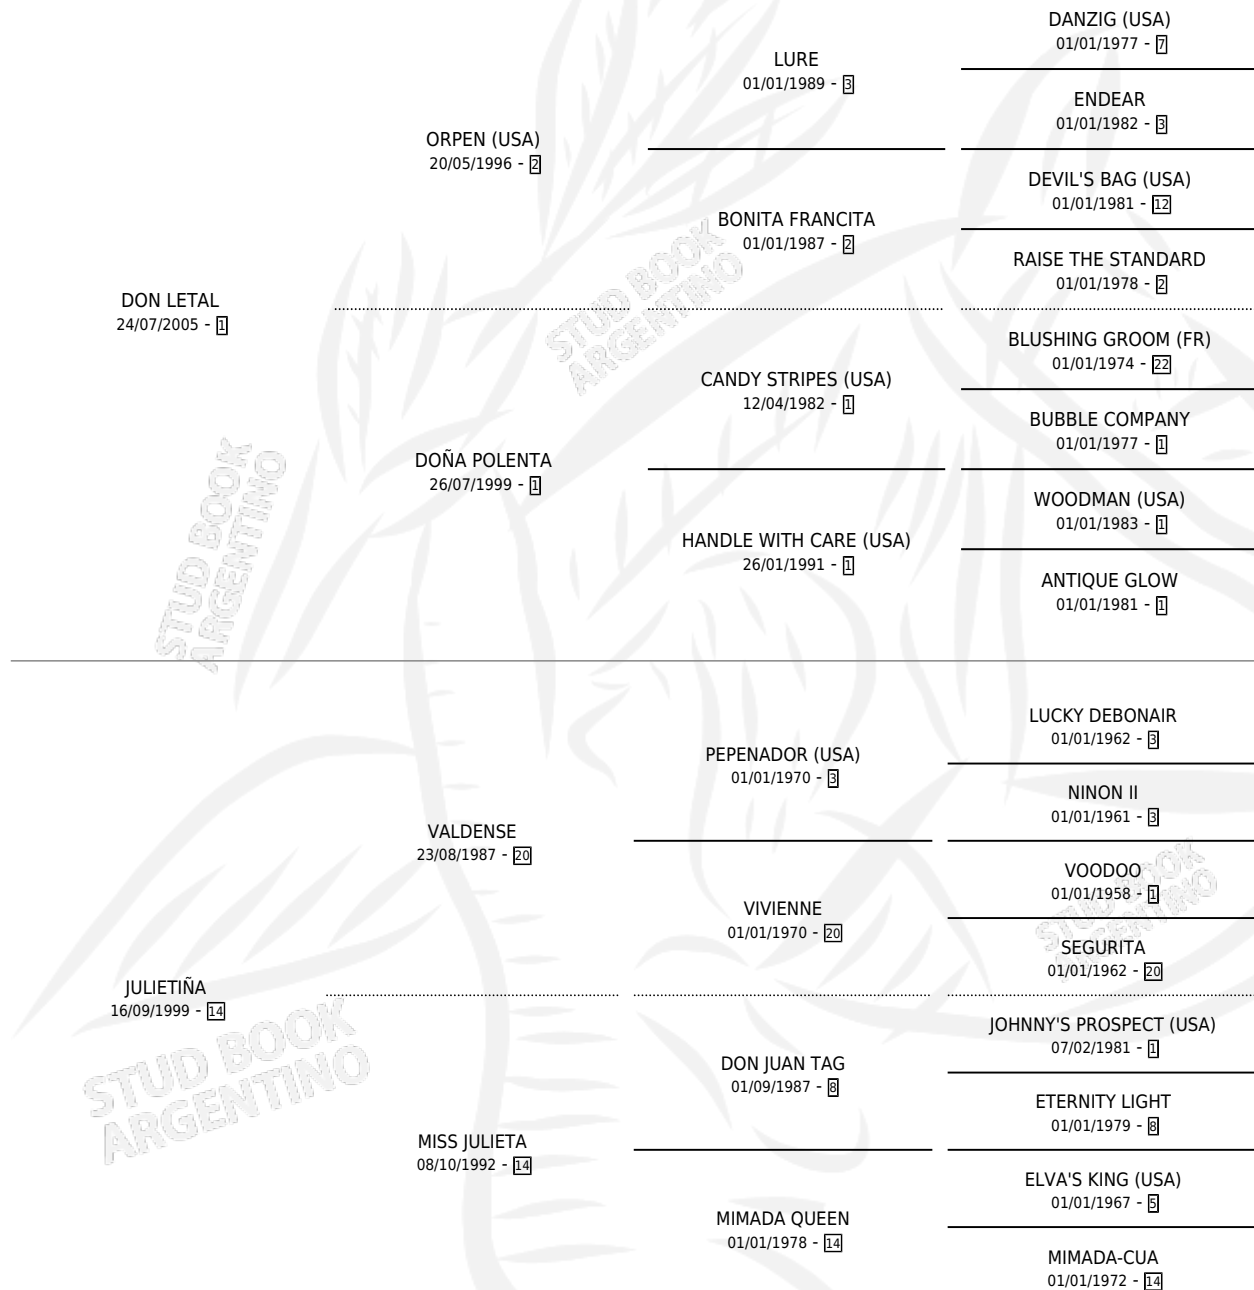 DON LETAL
24/07/2005 - 1
ORPEN (USA)
20/05/1996 - 2
DOÑA POLENTA
26/07/1999 - 1
LURE
01/01/1989 - 3
BONITA FRANCITA
01/01/1987 - 2
CANDY STRIPES (USA)
12/04/1982 - 1
HANDLE WITH CARE (USA)
26/01/1991 - 1
DANZIG (USA)
01/01/1977 - 7
ENDEAR
01/01/1982 - 3
DEVIL'S BAG (USA)
01/01/1981 - 12
RAISE THE STANDARD
01/01/1978 - 2
BLUSHING GROOM (FR)
01/01/1974 - 22
BUBBLE COMPANY
01/01/1977 - 1
WOODMAN (USA)
01/01/1983 - 1
ANTIQUE GLOW
01/01/1981 - 1
JULIETIÑA
16/09/1999 - 14
VALDENSE
23/08/1987 - 20
MISS JULIETA
08/10/1992 - 14
PEPENADOR (USA)
01/01/1970 - 3
VIVIENNE
01/01/1970 - 20
DON JUAN TAG
01/09/1987 - 8
MIMADA QUEEN
01/01/1978 - 14
LUCKY DEBONAIR
01/01/1962 - 3
NINON II
01/01/1961 - 3
VOODOO
01/01/1958 - 1
SEGURITA
01/01/1962 - 20
JOHNNY'S PROSPECT (USA)
07/02/1981 - 1
ETERNITY LIGHT
01/01/1979 - 8
ELVA'S KING (USA)
01/01/1967 - 5
MIMADA-CUA
01/01/1972 - 14
STUD BOOK
ARGENTINO
STUD BOOK
ARGENTINO
STUD BOOK
ARGENTINO
STUD BOOK
ARGENTINO